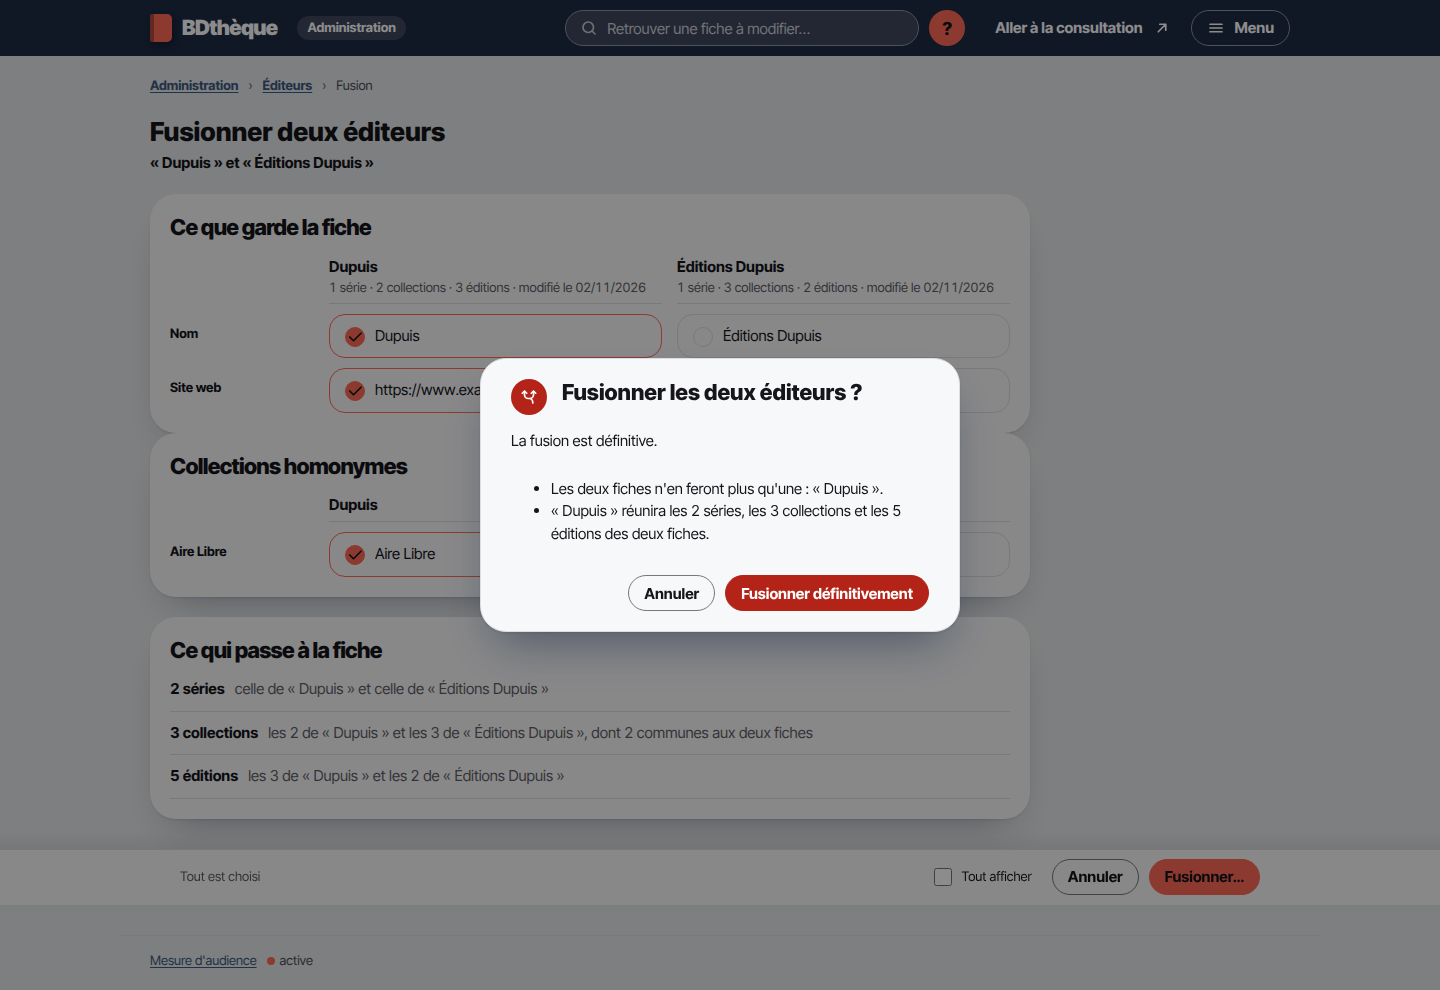 BDthèque Administration Retrouver une fiche à modifier... ? Aller à la consultation Menu
Administration › Éditeurs › Fusion
Fusionner deux éditeurs
« Dupuis » et « Éditions Dupuis »
Ce que garde la fiche
Dupuis Éditions Dupuis
1 série · 2 collections · 3 éditions · modifié le 02/11/2026 1 série · 3 collections · 2 éditions · modifié le 02/11/2026
Nom Dupuis Éditions Dupuis
Site web https://www.exa
Collections homonymes
Dupuis
Aire Libre Aire Libre
Fusionner les deux éditeurs ?
La fusion est définitive.
• Les deux fiches n'en feront plus qu'une : « Dupuis ».
• « Dupuis » réunira les 2 séries, les 3 collections et les 5
éditions des deux fiches.
Annuler Fusionner définitivement
Ce qui passe à la fiche
2 séries celle de « Dupuis » et celle de « Éditions Dupuis »
3 collections les 2 de « Dupuis » et les 3 de « Éditions Dupuis », dont 2 communes aux deux fiches
5 éditions les 3 de « Dupuis » et les 2 de « Éditions Dupuis »
Tout est choisi Tout afficher Annuler Fusionner...
Mesure d'audience active